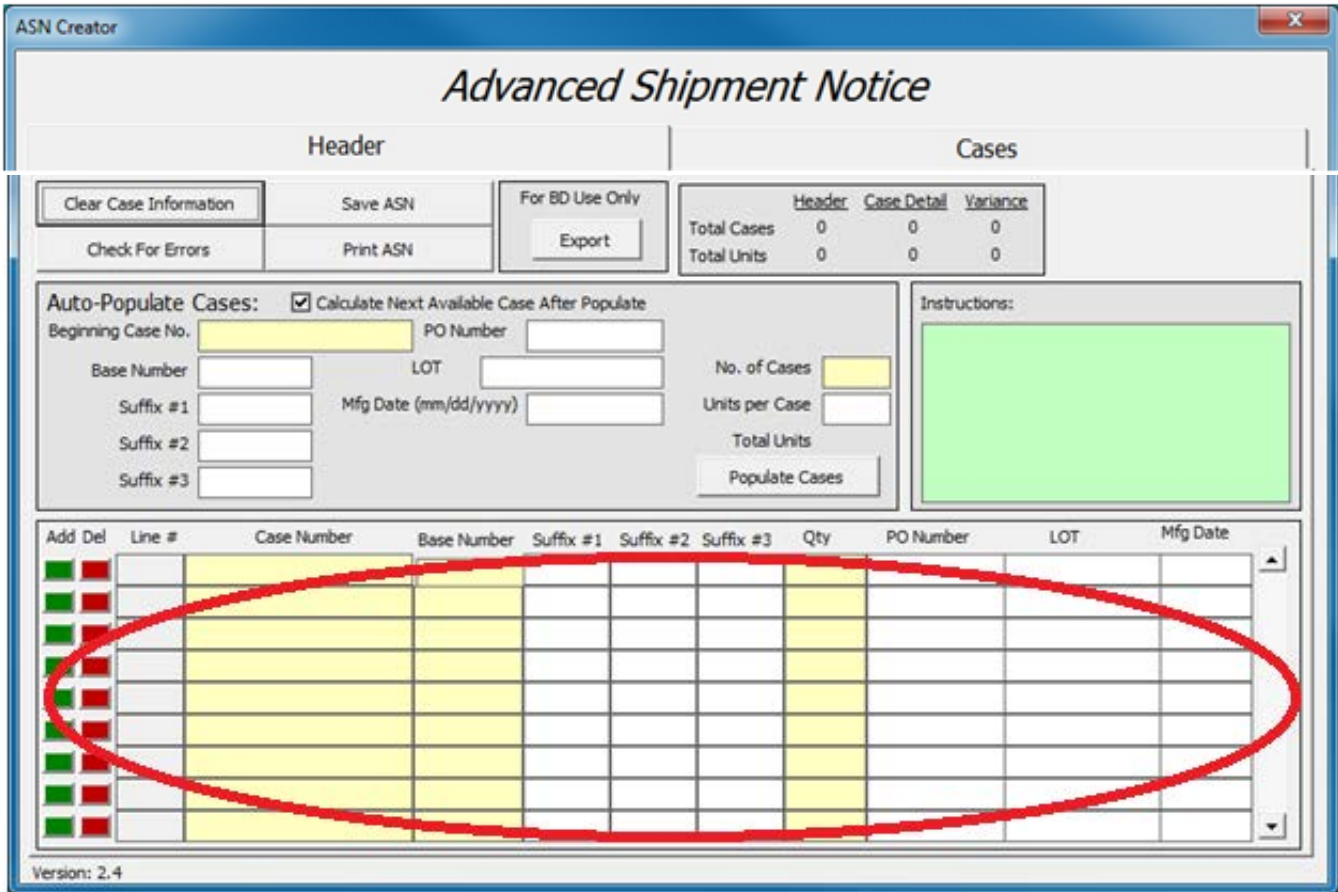 ASN Creator
Advanced Shipment Notice
Header Cases
Clear Case Information Save ASN For BD Use Only Header Case Detail Variance
Total Cases 0 0 0
Check For Errors Print ASN Export Total Units 0 0 0
Auto-Populate Cases: Calculate Next Available Case After Populate Instructions:
Beginning Case No. PO Number
Base Number LOT No. of Cases
Suffix #1 Mfg Date (mm/dd/yyyy) Units per Case
Suffix #2 Total Units
Suffix #3 Populate Cases
Add Del Line # Case Number Base Number Suffix #1 Suffix #2 Suffix #3 Qty PO Number LOT Mfg Date
Version: 2.4